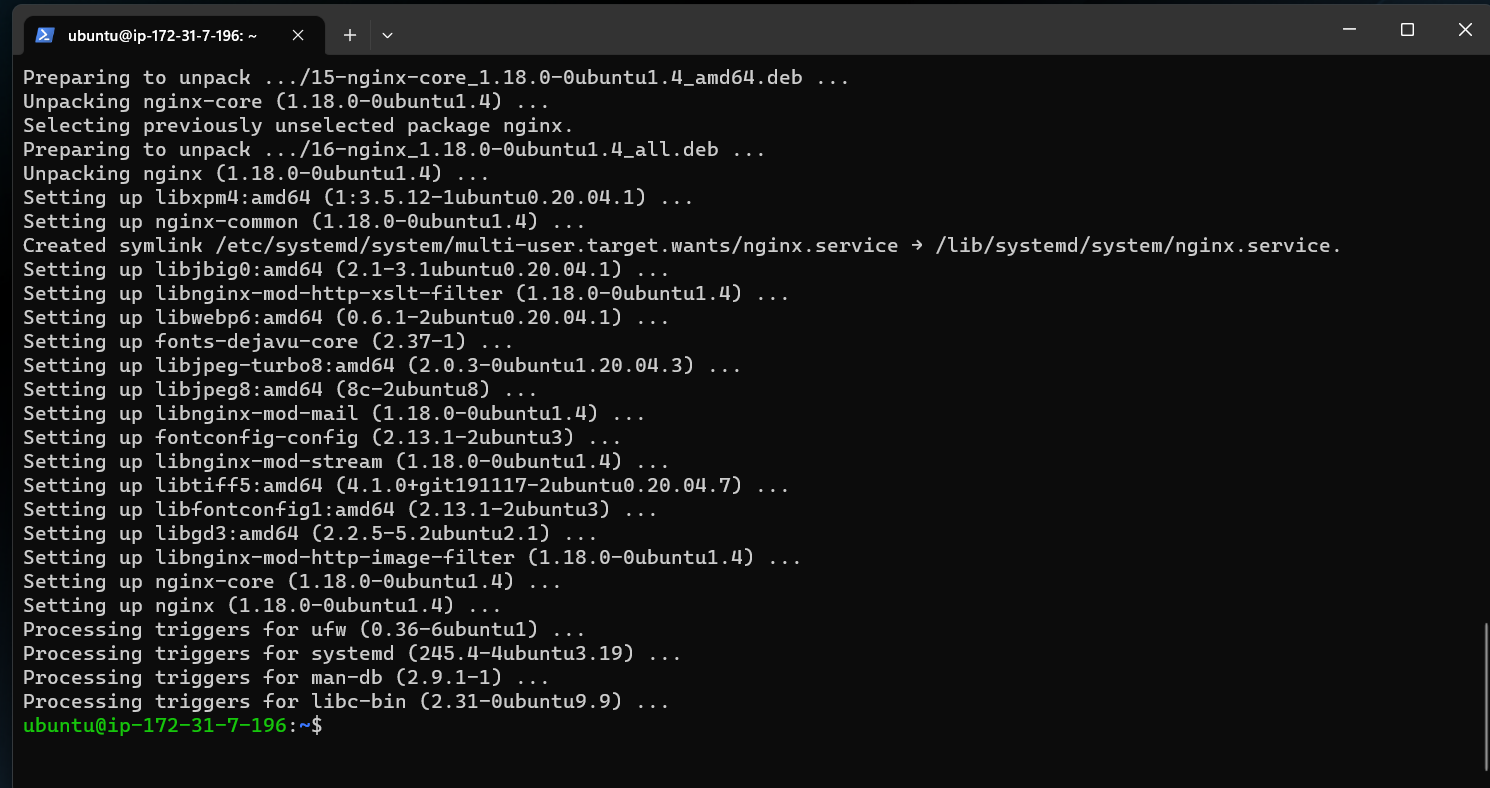 ubuntu@ip-172-31-7-196: ~
Preparing to unpack .../15-nginx-core_1.18.0-0ubuntu1.4_amd64.deb ...
Unpacking nginx-core (1.18.0-0ubuntu1.4) ...
Selecting previously unselected package nginx.
Preparing to unpack .../16-nginx_1.18.0-0ubuntu1.4_all.deb ...
Unpacking nginx (1.18.0-0ubuntu1.4) ...
Setting up libxpm4:amd64 (1:3.5.12-1ubuntu0.20.04.1) ...
Setting up nginx-common (1.18.0-0ubuntu1.4) ...
Created symlink /etc/systemd/system/multi-user.target.wants/nginx.service → /lib/systemd/system/nginx.service.
Setting up libjbig0:amd64 (2.1-3.1ubuntu0.20.04.1) ...
Setting up libnginx-mod-http-xslt-filter (1.18.0-0ubuntu1.4) ...
Setting up libwebp6:amd64 (0.6.1-2ubuntu0.20.04.1) ...
Setting up fonts-dejavu-core (2.37-1) ...
Setting up libjpeg-turbo8:amd64 (2.0.3-0ubuntu1.20.04.3) ...
Setting up libjpeg8:amd64 (8c-2ubuntu8) ...
Setting up libnginx-mod-mail (1.18.0-0ubuntu1.4) ...
Setting up fontconfig-config (2.13.1-2ubuntu3) ...
Setting up libnginx-mod-stream (1.18.0-0ubuntu1.4) ...
Setting up libtiff5:amd64 (4.1.0+git191117-2ubuntu0.20.04.7) ...
Setting up libfontconfig1:amd64 (2.13.1-2ubuntu3) ...
Setting up libgd3:amd64 (2.2.5-5.2ubuntu2.1) ...
Setting up libnginx-mod-http-image-filter (1.18.0-0ubuntu1.4) ...
Setting up nginx-core (1.18.0-0ubuntu1.4) ...
Setting up nginx (1.18.0-0ubuntu1.4) ...
Processing triggers for ufw (0.36-6ubuntu1) ...
Processing triggers for systemd (245.4-4ubuntu3.19) ...
Processing triggers for man-db (2.9.1-1) ...
Processing triggers for libc-bin (2.31-0ubuntu9.9) ...
ubuntu@ip-172-31-7-196:~$